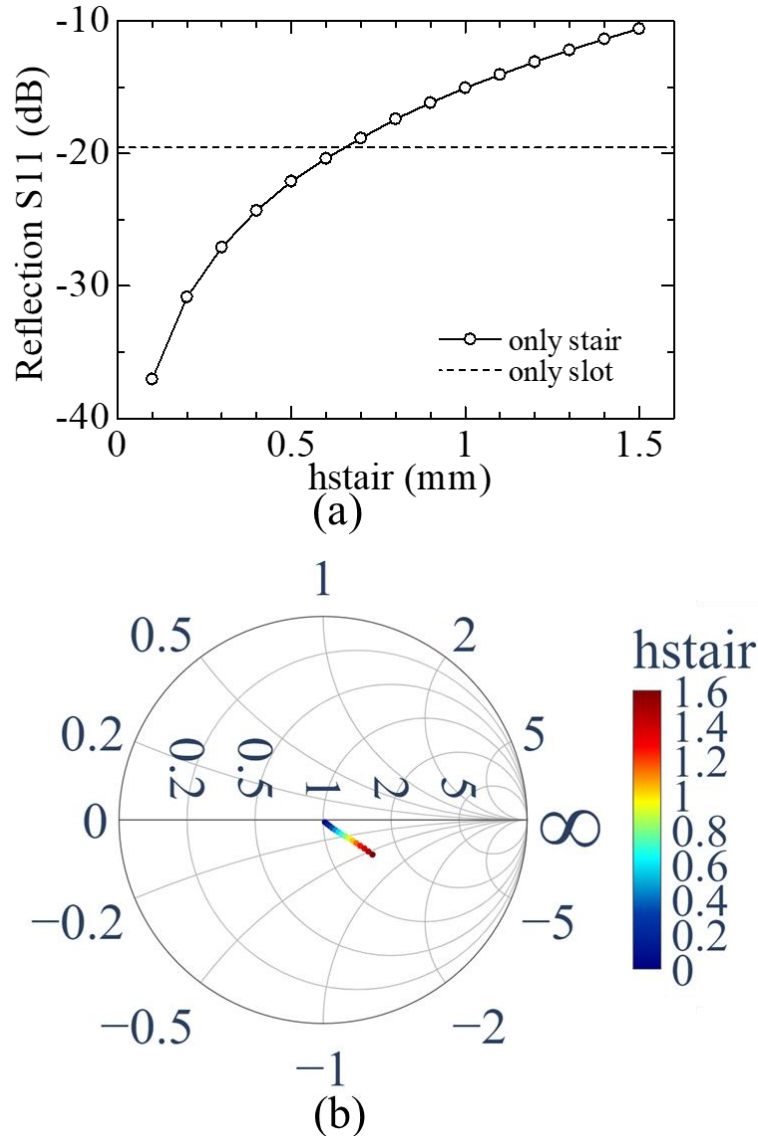 -10
-20
-30
-40
Reflection S11 (dB)
only stair
only slot
0 0.5 1 1.5
hstair (mm)
(a)
1
0.5 2
hstair
1.6
1.4
1.2
1
0.8
0.6
0.4
0.2
0
0.2 5
0.2 0.5 1 2 5
0 ∞
−0.2 −5
−0.5 −2
−1
(b)